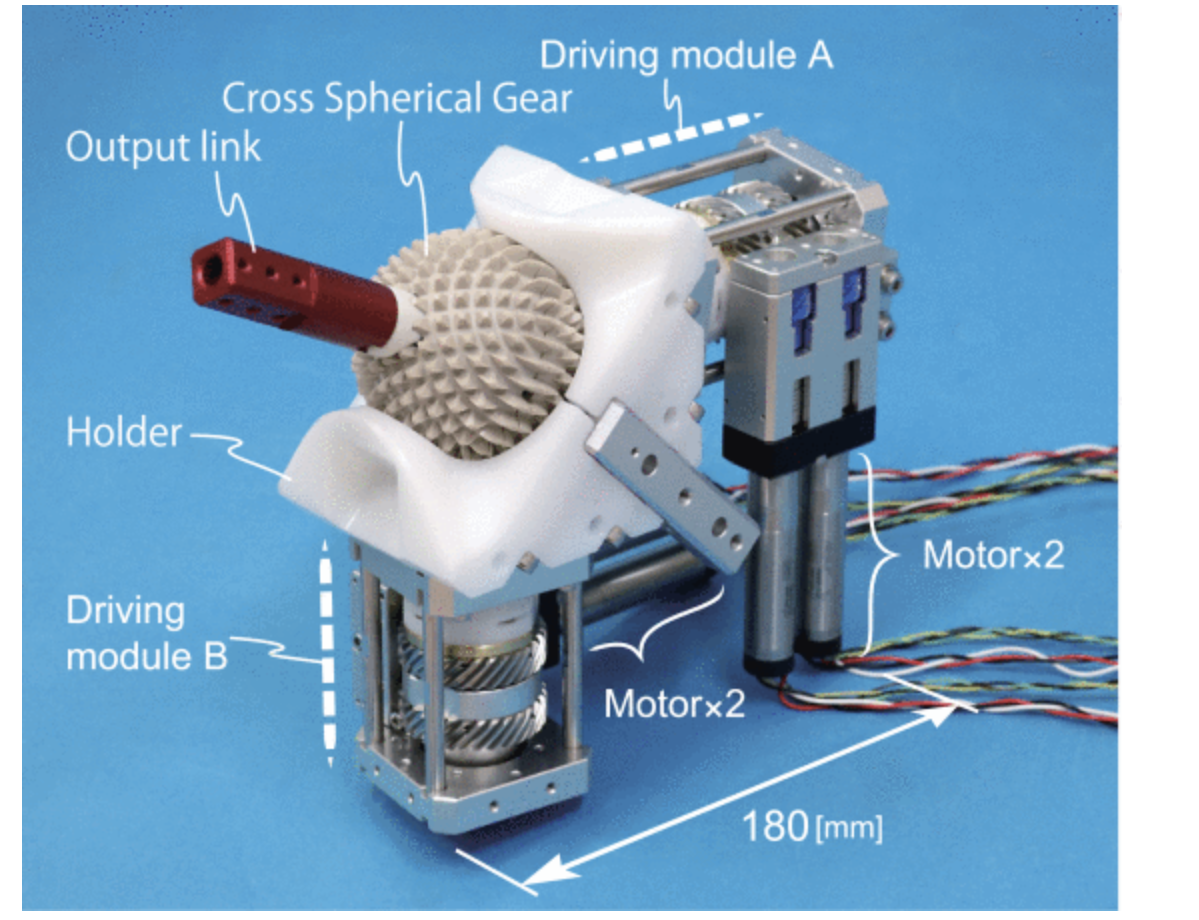 Driving module A
Cross Spherical Gear
Output link
Holder
Motor×2
Driving
module B
Motor×2
180 [mm]